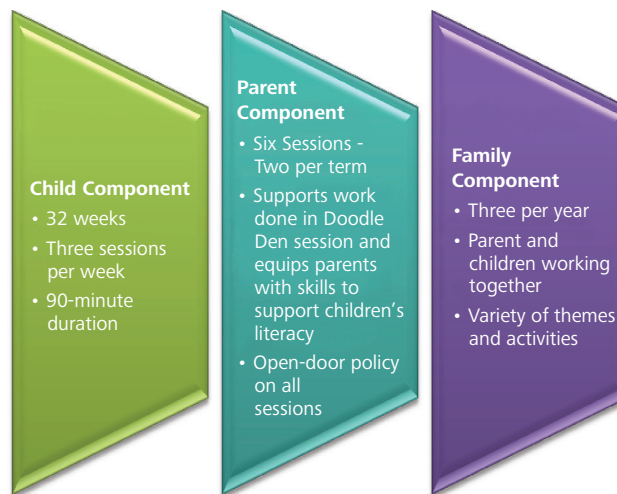 Child Component
• 32 weeks
• Three sessions
per week
• 90-minute
duration
Parent
Component
• Six Sessions -
Two per term
• Supports work
done in Doodle
Den session and
equips parents
with skills to
support children’s
literacy
• Open-door policy
on all
sessions
Family
Component
• Three per year
• Parent and
children working
together
• Variety of themes
and activities